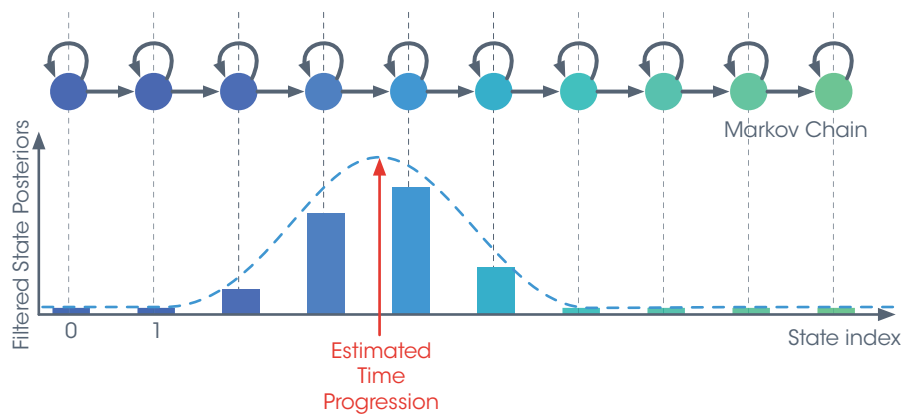 Markov Chain
Filtered State Posteriors
0
1
State index
Estimated
Time
Progression